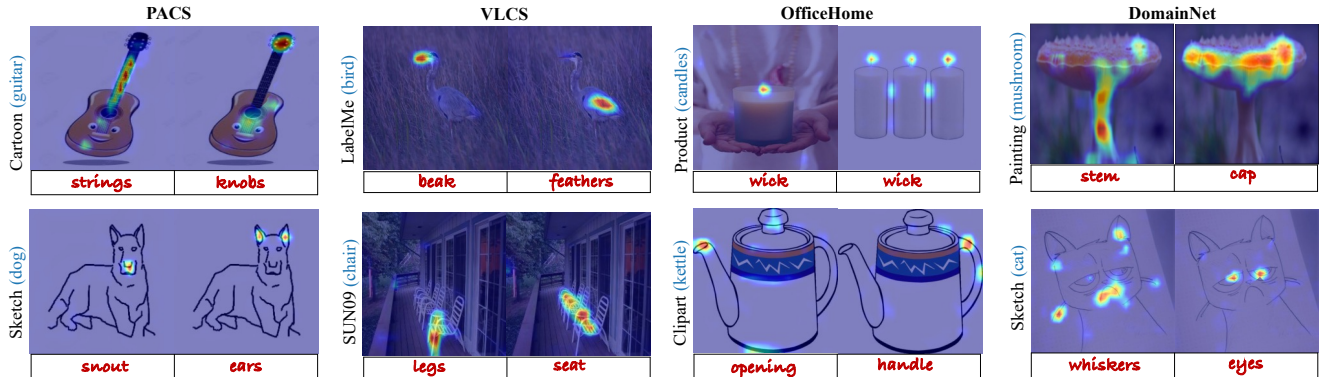 PACS
VLCS
OfficeHome
DomainNet
Cartoon (guitar)
strings
knobs
LabelMe (bird)
beak
feathers
Product (candles)
wick
wick
Painting (mushroom)
stem
cap
Sketch (dog)
snout
ears
SUN09 (chair)
legs
seat
Clipart (kettle)
opening
handle
Sketch (cat)
whiskers
eyes